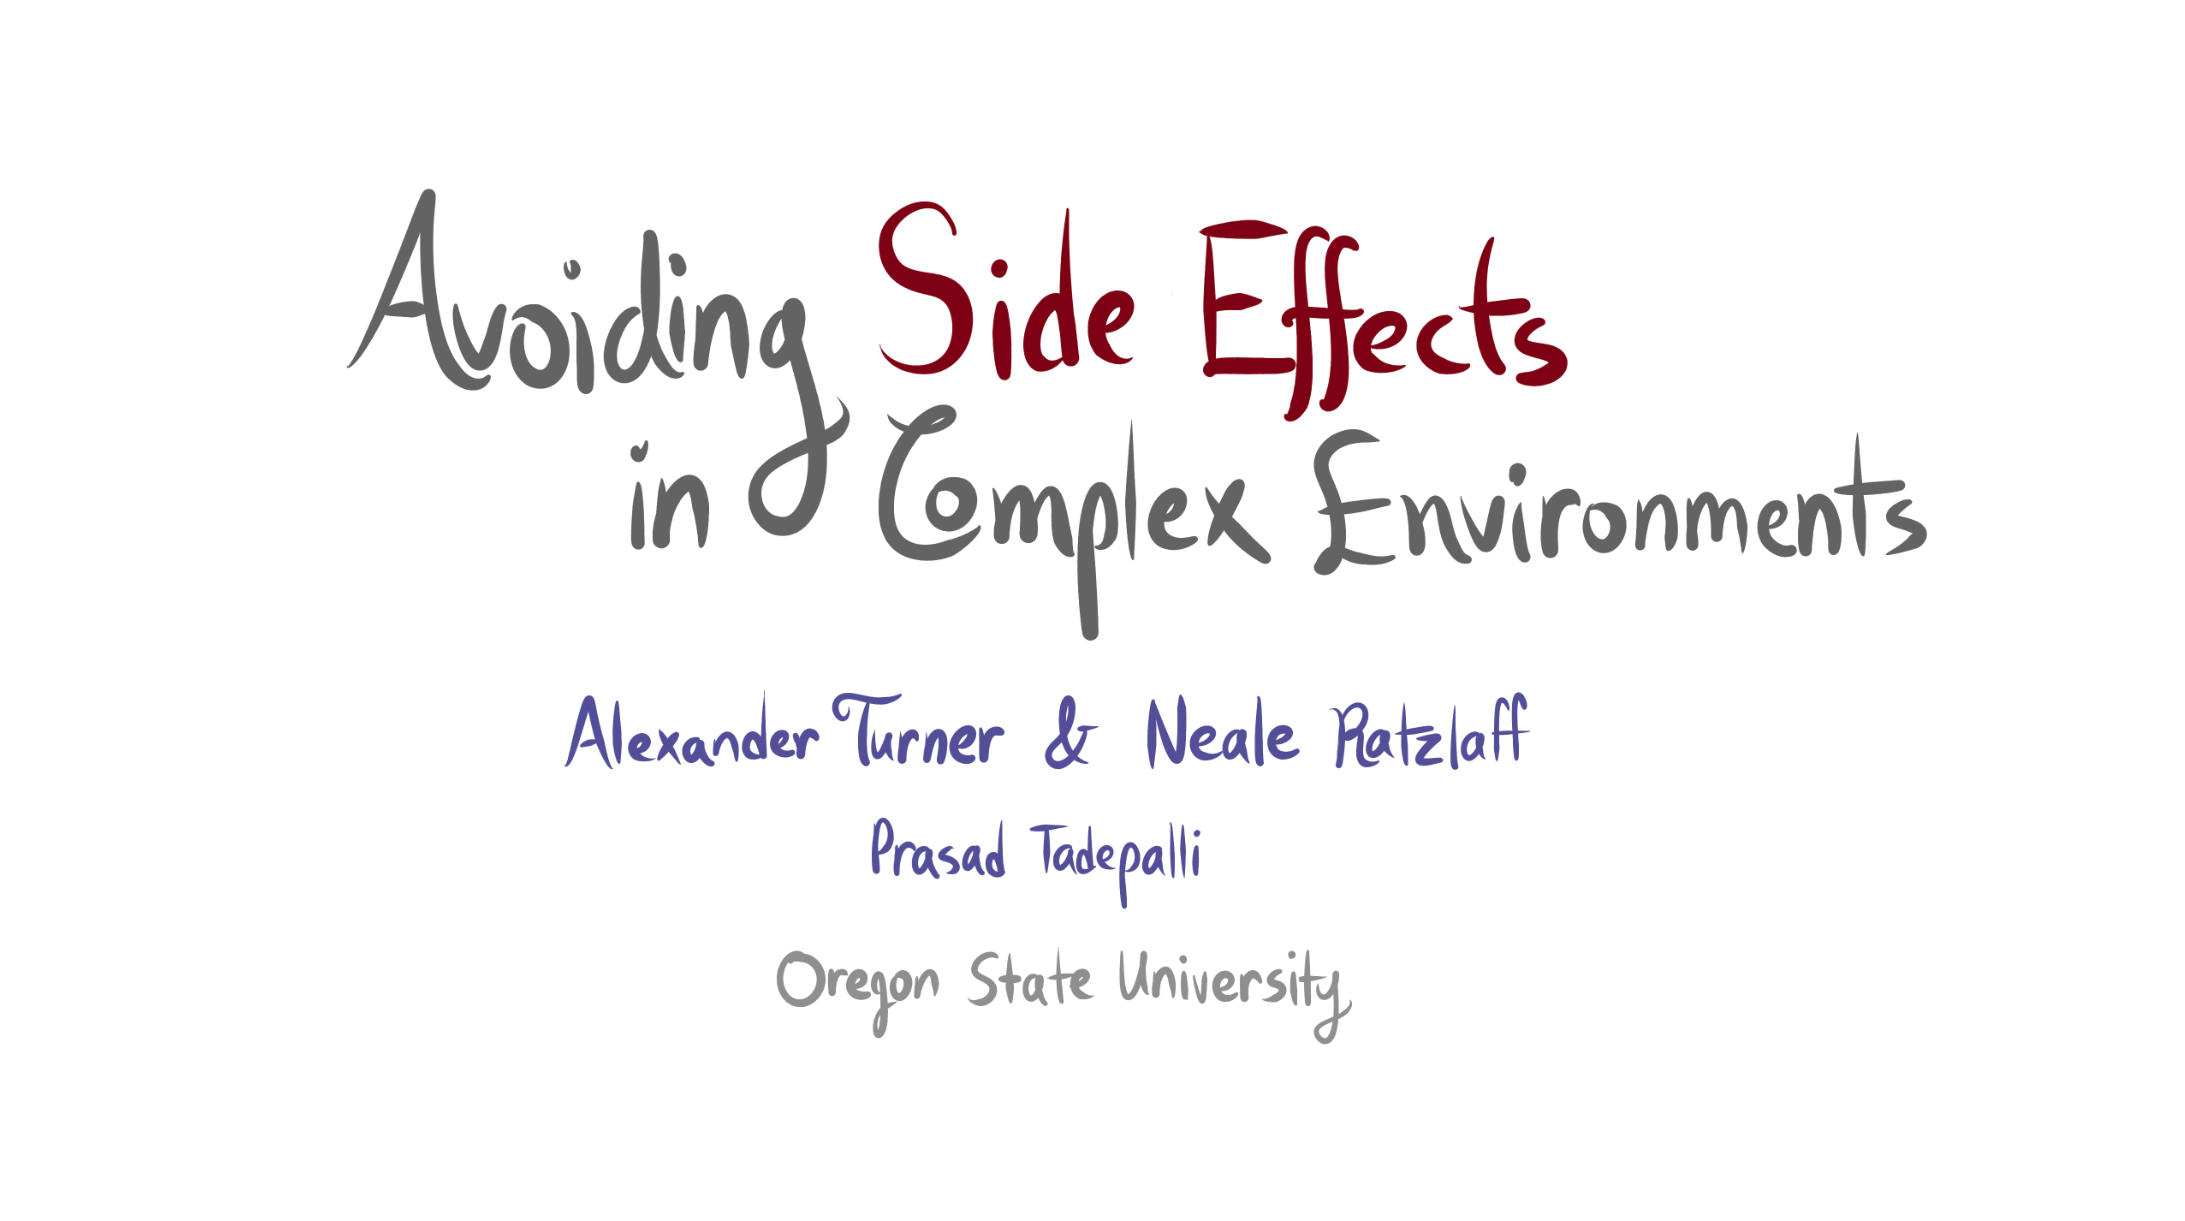 Avoiding Side Effects
in Complex Environments
Alexander Turner & Neale Ratzlaff
Prasad Tadepalli
Oregon State University